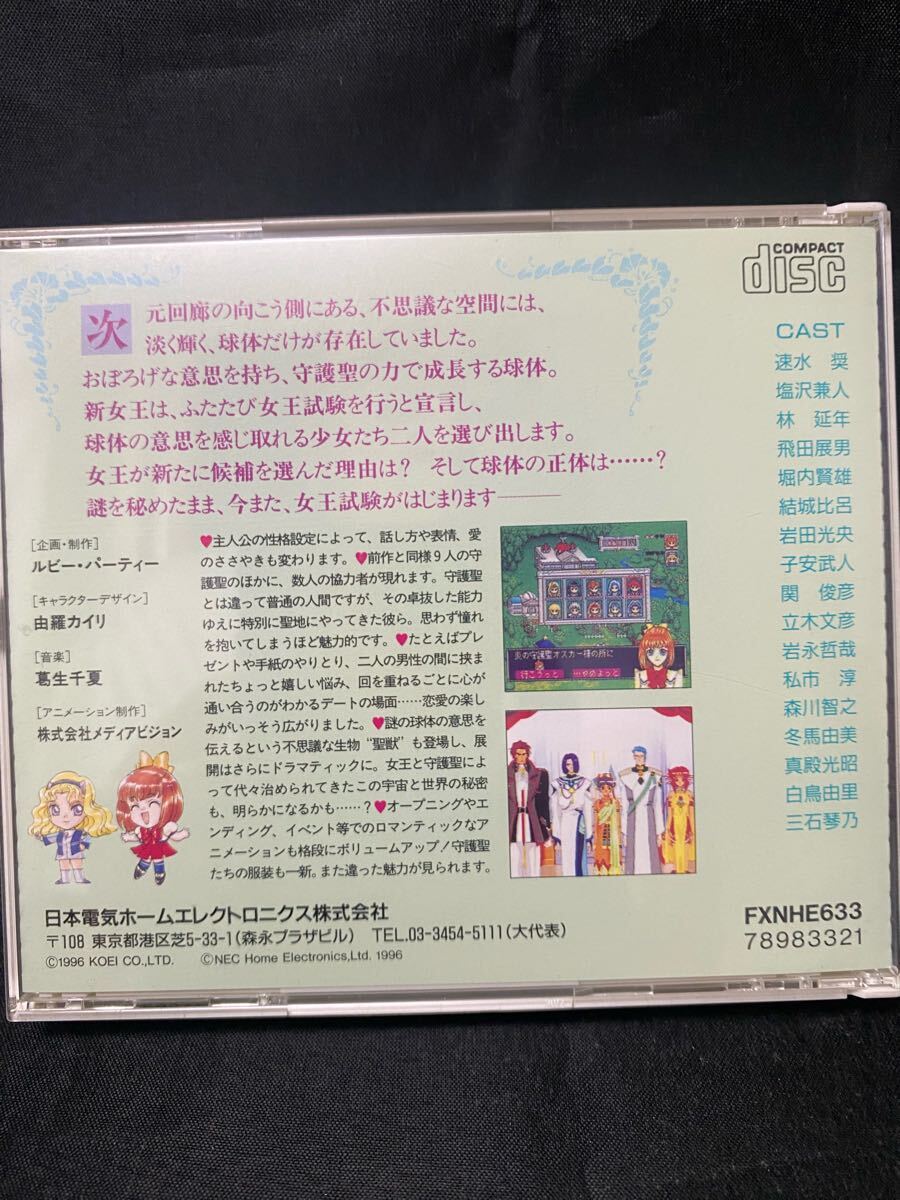 COMPACT
disc
次元回廊の向こう側にある、不思議な空間には、
淡く輝く、球体だけが存在していました。
おぼろげな意思を持ち、守護聖の力で成長する球体。
新女王は、ふたたび女王試験を行うと宣言し、
球体の意思を感じ取れる少女たち二人を選び出します。
女王が新たに候補を選んだ理由は? そして球体の正体は……?
謎を秘めたまま、今また、女王試験がはじまります――
CAST
速水 奨
塩沢兼人
林 延年
飛田展男
堀内賢雄
結城比呂
岩田光央
子安武人
関 俊彦
立木文彦
岩永哲哉
私市 淳
森川智之
冬馬由美
真殿光昭
白鳥由里
三石琴乃
[企画・制作]
ルビー・パーティー
[キャラクターデザイン]
由羅カイリ
[音楽]
葛生千夏
[アニメーション制作]
株式会社メディアビジョン
♥主人公の性格設定によって、話し方や表情、愛
のささやきも変わります。♥前作と同様9人の守
護聖のほかに、数人の協力者が現れます。守護聖
とは違って普通の人間ですが、その卓抜した能力
ゆえに特別に聖地にやってきた彼ら。思わず憧れ
を抱いてしまうほど魅力的です。♥たとえばプレ
ゼントや手紙のやりとり、二人の男性の間に挟ま
れたちょっと嬉しい悩み、回を重ねるごとに心が
通い合うのがわかるデートの場面……恋愛の楽し
みがいっそう広がりました。♥謎の球体の意思を
伝えるという不思議な生物“聖獣”も登場し、展
開はさらにドラマティックに。女王と守護聖によ
って代々治められてきたこの宇宙と世界の秘密
も、明らかになるかも……?♥オープニングやエ
ンディング、イベント等でのロマンティックなア
ニメーションも格段にボリュームアップ!守護聖
たちの服装も一新。また違った魅力が見られます。
炎の守護聖オスカー様の所に
行こうっと
…やめよっと
日本電気ホームエレクトロニクス株式会社
〒108 東京都港区芝5-33-1(森永プラザビル) TEL.03-3454-5111(大代表)
©1996 KOEI CO.,LTD. ©NEC Home Electronics,Ltd. 1996
FXNHE633
78983321